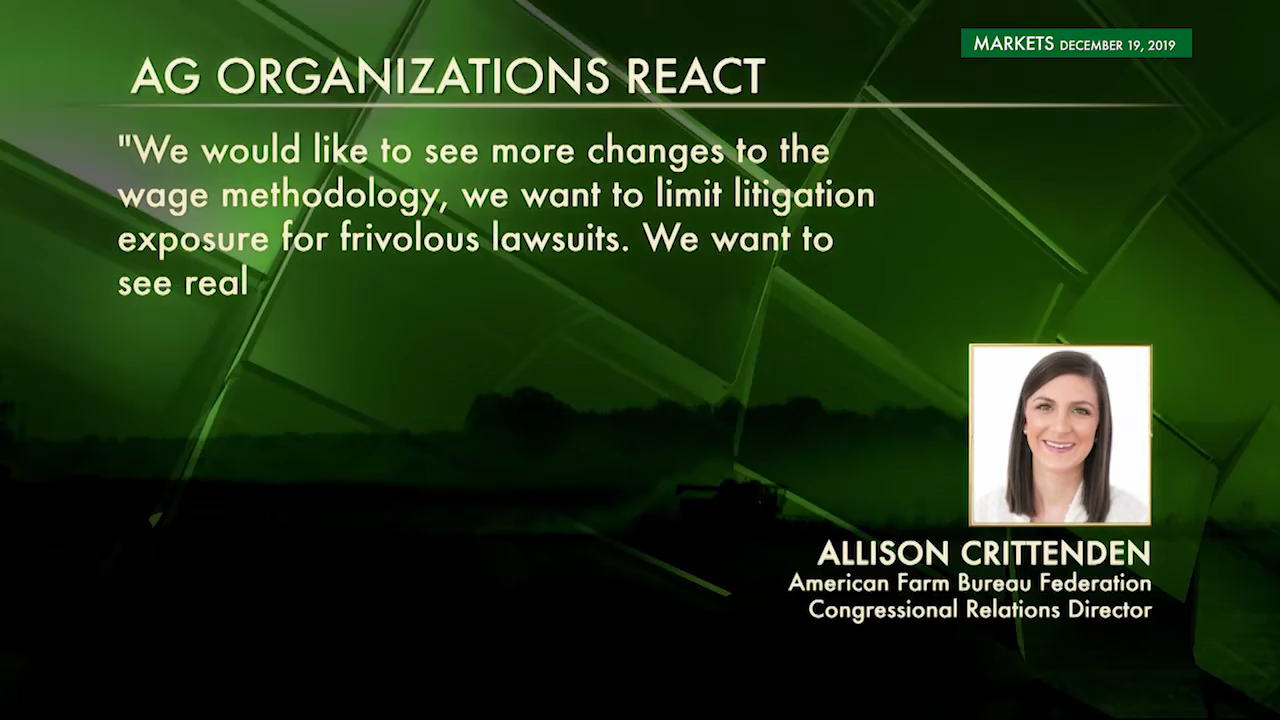 MARKETS DECEMBER 19, 2019
AG ORGANIZATIONS REACT
"We would like to see more changes to the
wage methodology, we want to limit litigation
exposure for frivolous lawsuits. We want to
see real
ALLISON CRITTENDEN
American Farm Bureau Federation
Congressional Relations Director